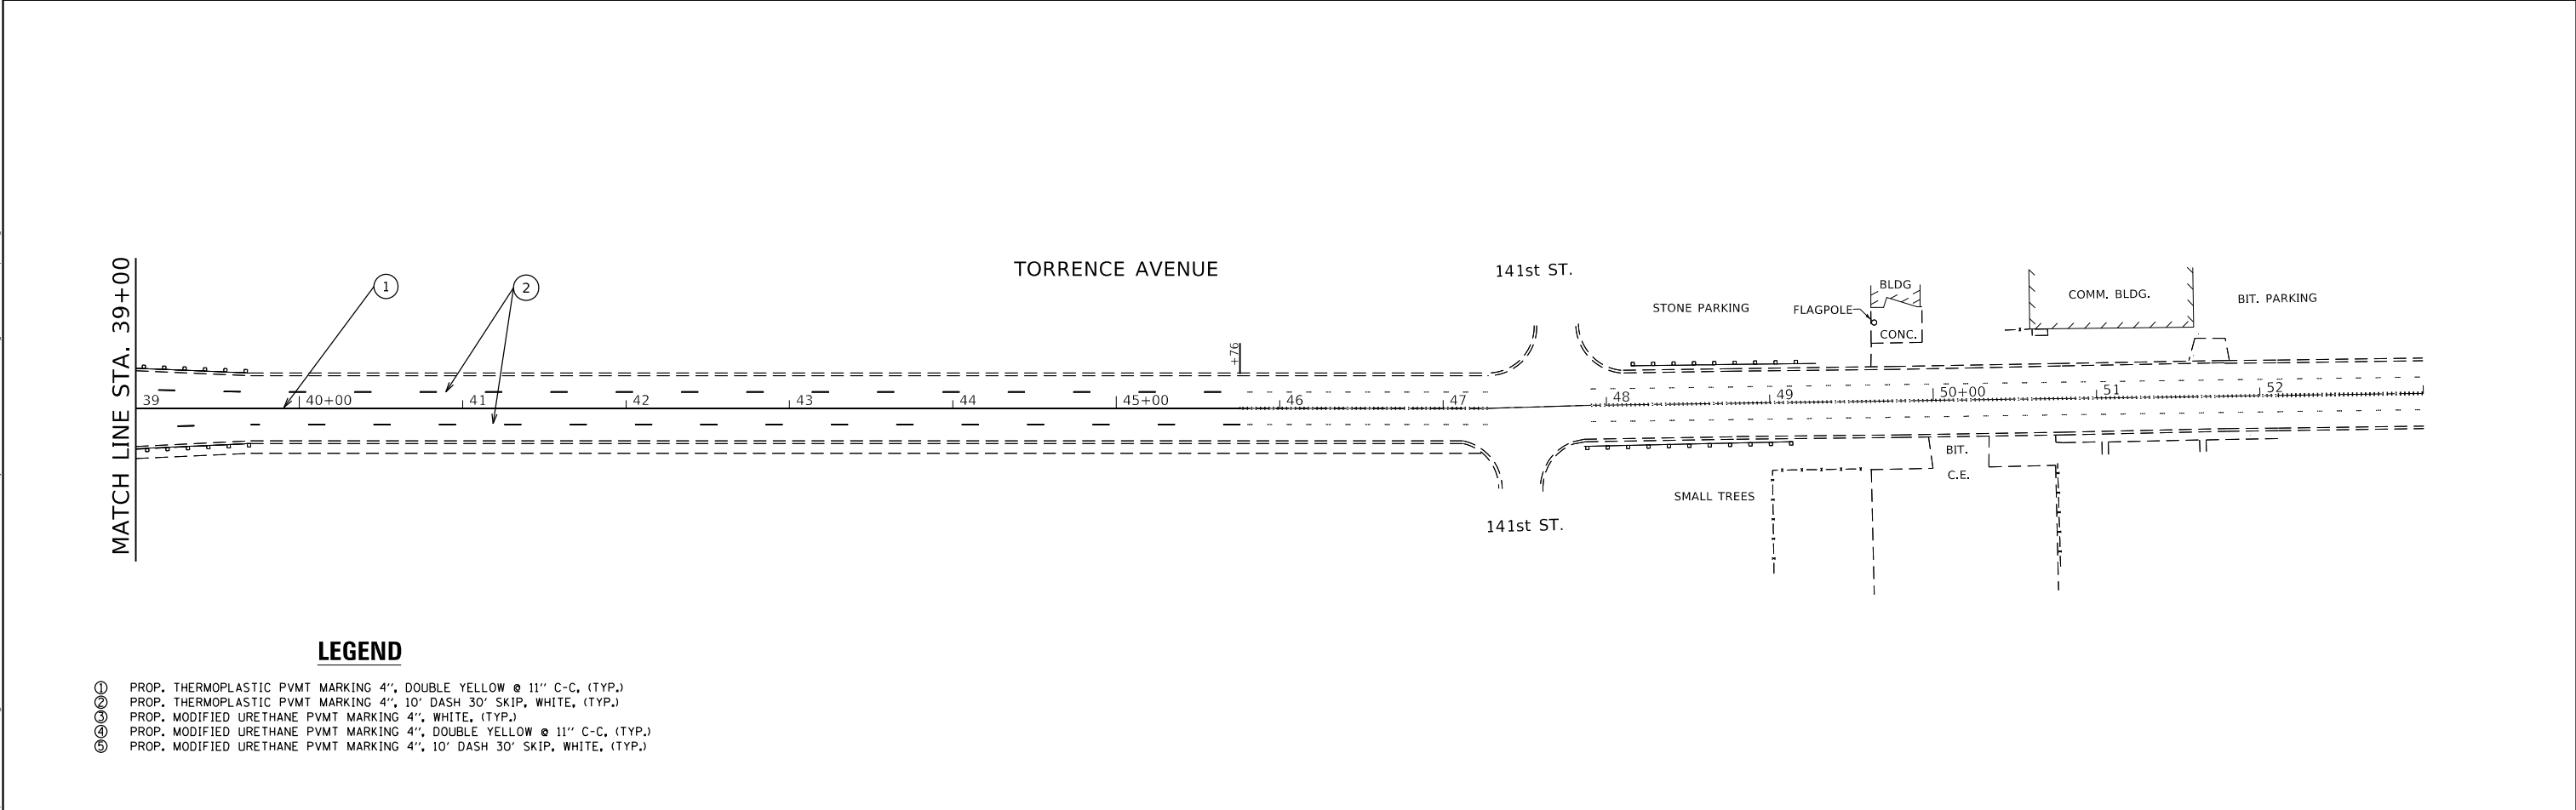 TORRENCE AVENUE
141st ST.
MATCH LINE STA. 39+00
1
2
STONE PARKING
FLAGPOLE
BLDG
CONC.
COMM. BLDG.
BIT. PARKING
+76
39
40+00
41
42
43
44
45+00
46
47
48
49
50+00
51
52
BIT.
C.E.
SMALL TREES
141st ST.
LEGEND
1 PROP. THERMOPLASTIC PVMT MARKING 4", DOUBLE YELLOW @ 11" C-C, (TYP.)
2 PROP. THERMOPLASTIC PVMT MARKING 4", 10' DASH 30' SKIP, WHITE, (TYP.)
3 PROP. MODIFIED URETHANE PVMT MARKING 4", WHITE, (TYP.)
4 PROP. MODIFIED URETHANE PVMT MARKING 4", DOUBLE YELLOW @ 11" C-C, (TYP.)
5 PROP. MODIFIED URETHANE PVMT MARKING 4", 10' DASH 30' SKIP, WHITE, (TYP.)